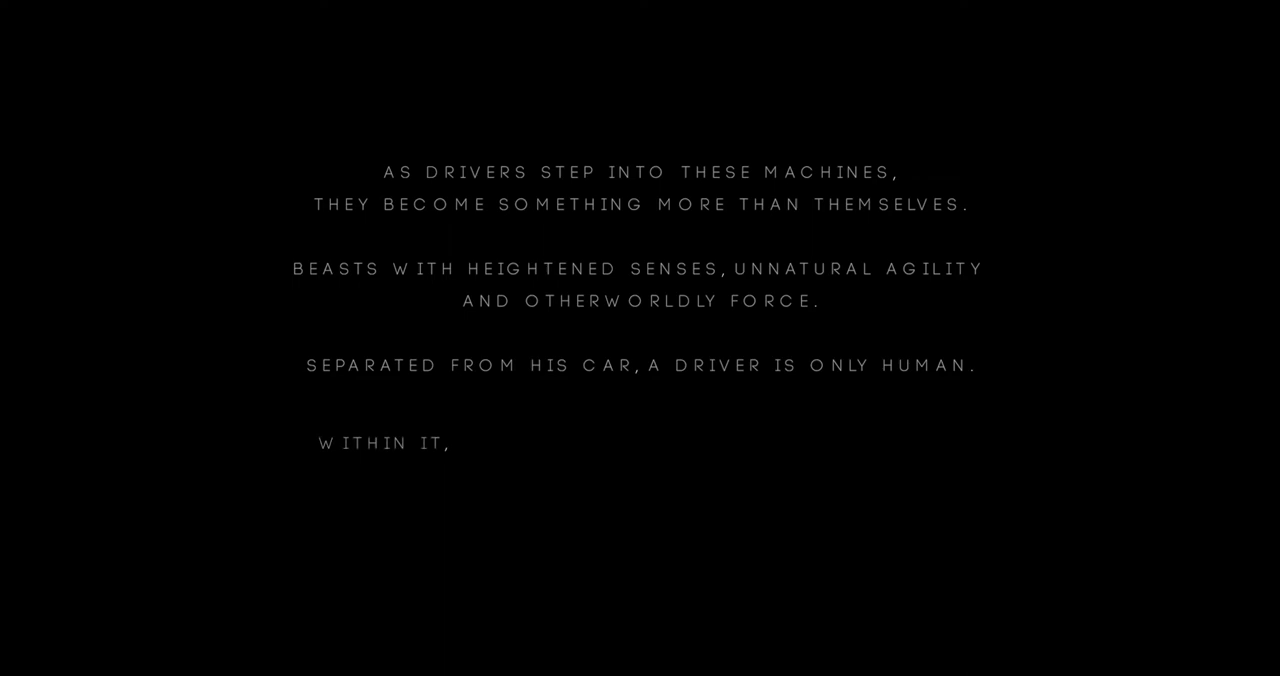 AS DRIVERS STEP INTO THESE MACHINES,
THEY BECOME SOMETHING MORE THAN THEMSELVES.
BEASTS WITH HEIGHTENED SENSES, UNNATURAL AGILITY
AND OTHERWORLDLY FORCE.
SEPARATED FROM HIS CAR, A DRIVER IS ONLY HUMAN.
WITHIN IT,